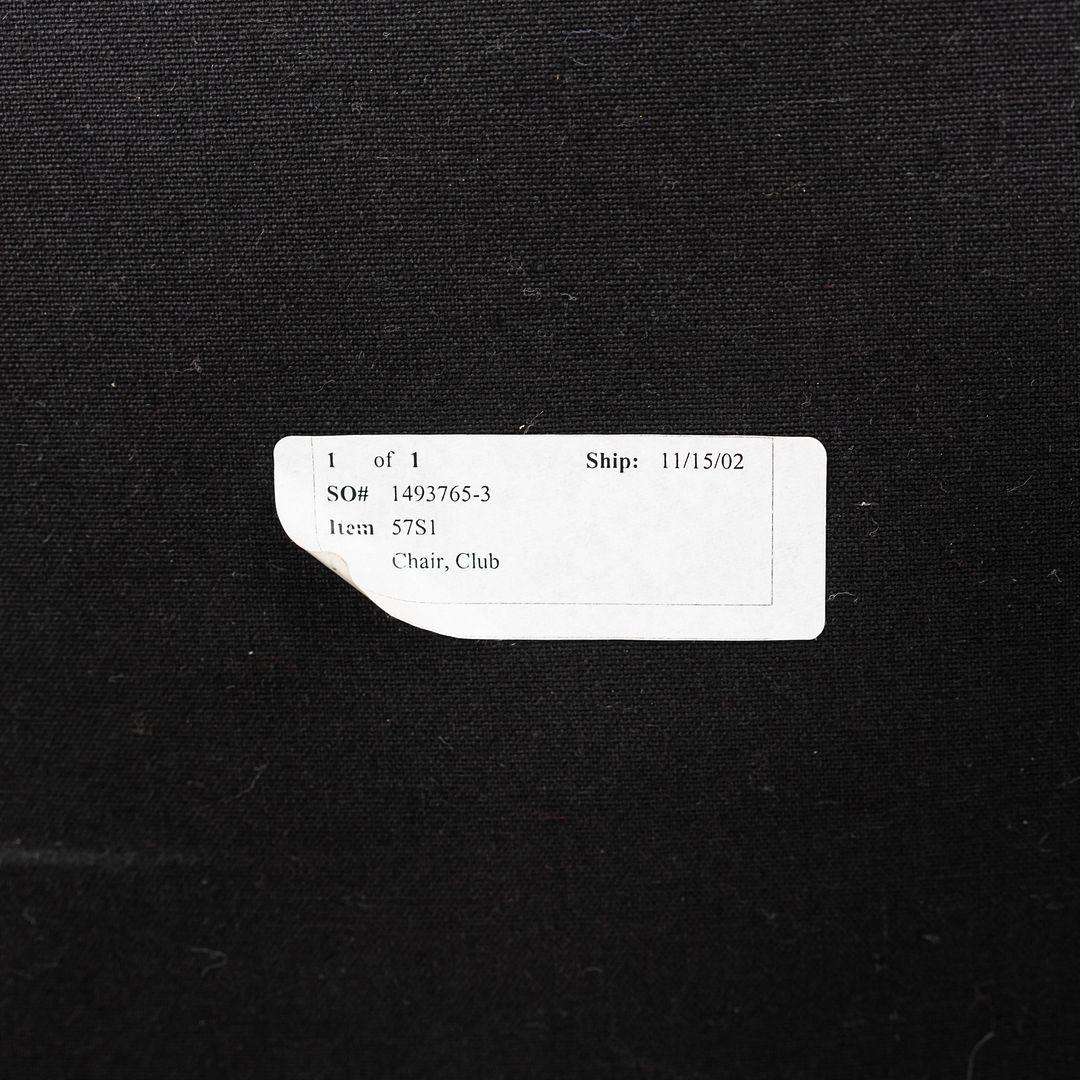 1 of 1 Ship: 11/15/02
SO# 1493765-3
Item 57S1
Chair, Club